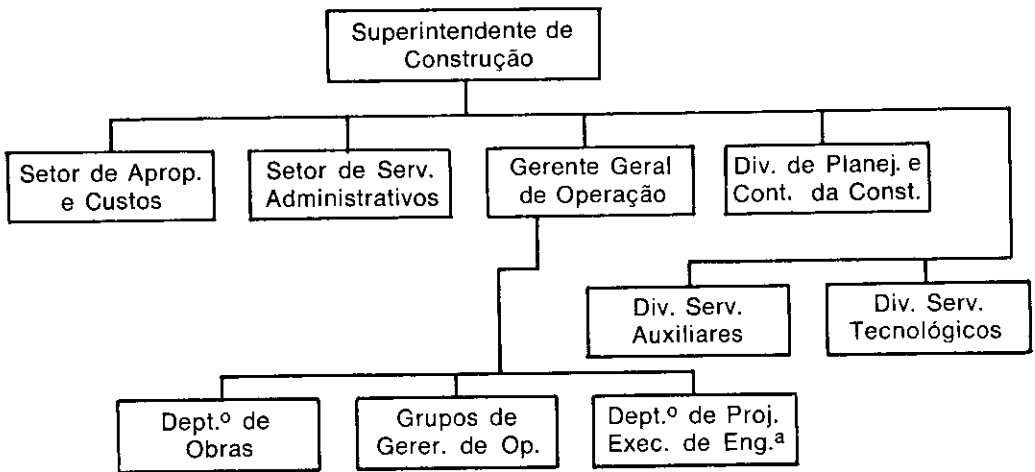 Superintendente de
Construção
Setor de Aprop.
e Custos
Setor de Serv.
Administrativos
Gerente Geral
de Operação
Div. de Planej. e
Cont. da Const.
Div. Serv.
Auxiliares
Div. Serv.
Tecnológicos
Dept.º de
Obras
Grupos de
Gerer. de Op.
Dept.º de Proj.
Exec. de Eng.ª